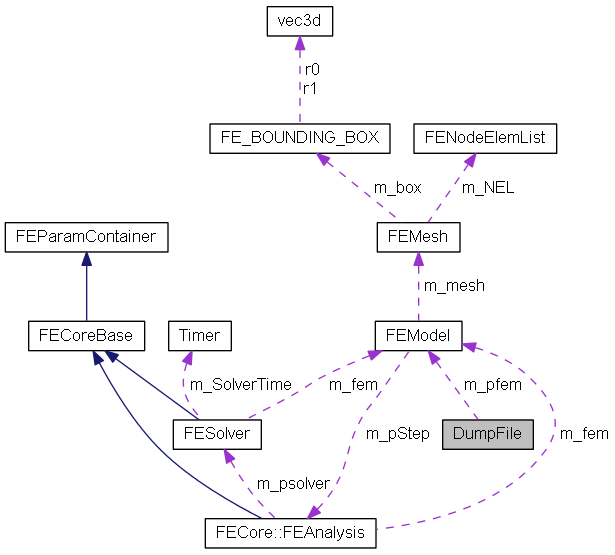 vec3d
r0
r1
FE_BOUNDING_BOX
FENodeElemList
m_box
m_NEL
FEParamContainer
FEMesh
m_mesh
FECoreBase
Timer
FEModel
m_SolverTime
m_fem
m_pfem
FESolver
m_pStep
DumpFile
m_fem
m_psolver
FECore::FEAnalysis